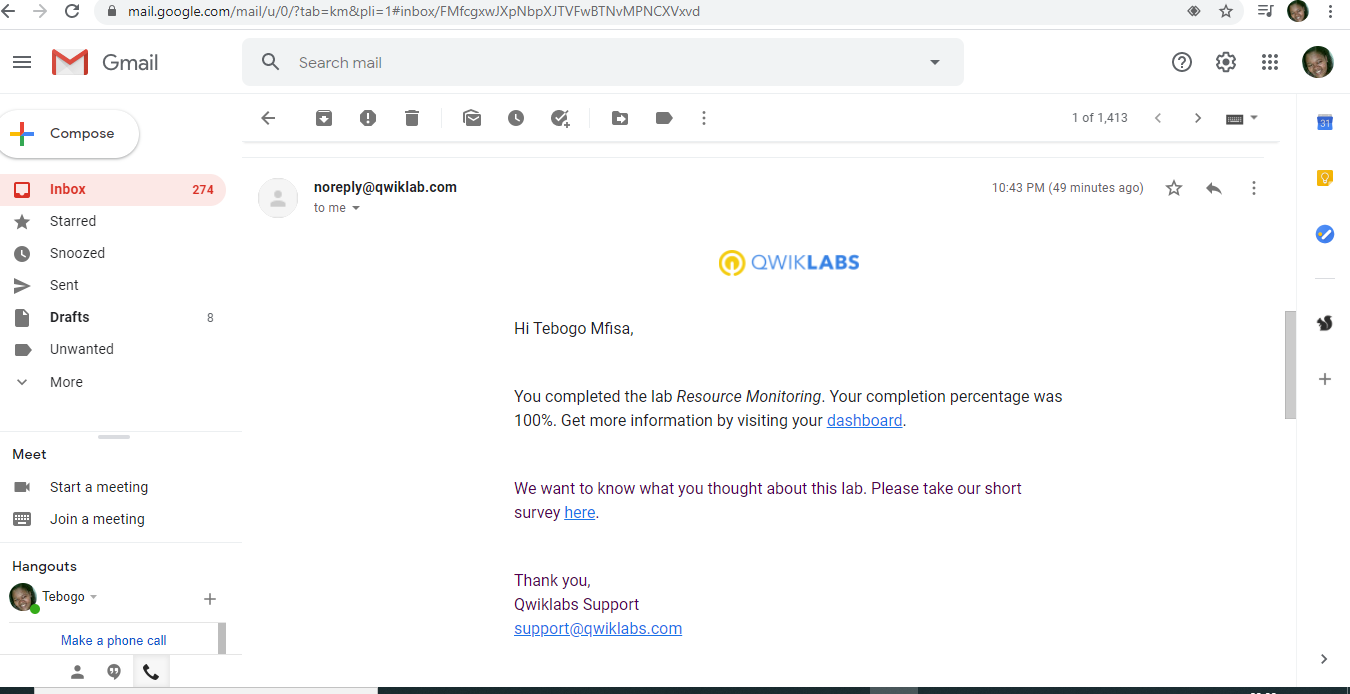 mail.google.com/mail/u/0/?tab=km&pli=1#inbox/FMfcgxwJXpNbpXJTVFwBTNvMPNCXVxvd
Gmail
Search mail
Compose
1 of 1,413
31
Inbox 274
Starred
Snoozed
Sent
Drafts 8
Unwanted
More
Meet
Start a meeting
Join a meeting
Hangouts
Tebogo
Make a phone call
noreply@qwiklab.com
10:43 PM (49 minutes ago)
to me
QWIKLABS
Hi Tebogo Mfisa,
You completed the lab Resource Monitoring. Your completion percentage was
100%. Get more information by visiting your dashboard.
We want to know what you thought about this lab. Please take our short
survey here.
Thank you,
Qwiklabs Support
support@qwiklabs.com